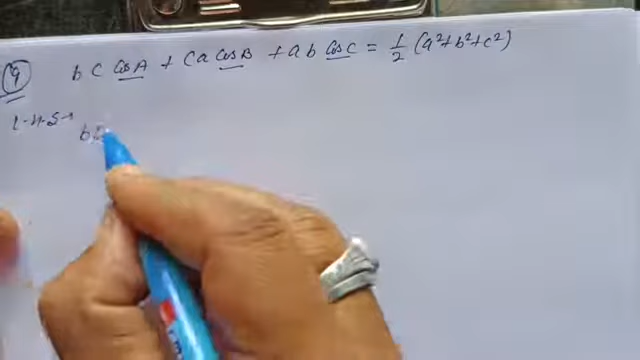 9 bc cosA + ca cosB + ab cosC = 1/2 (a²+b²+c²)
L-H-S→
b